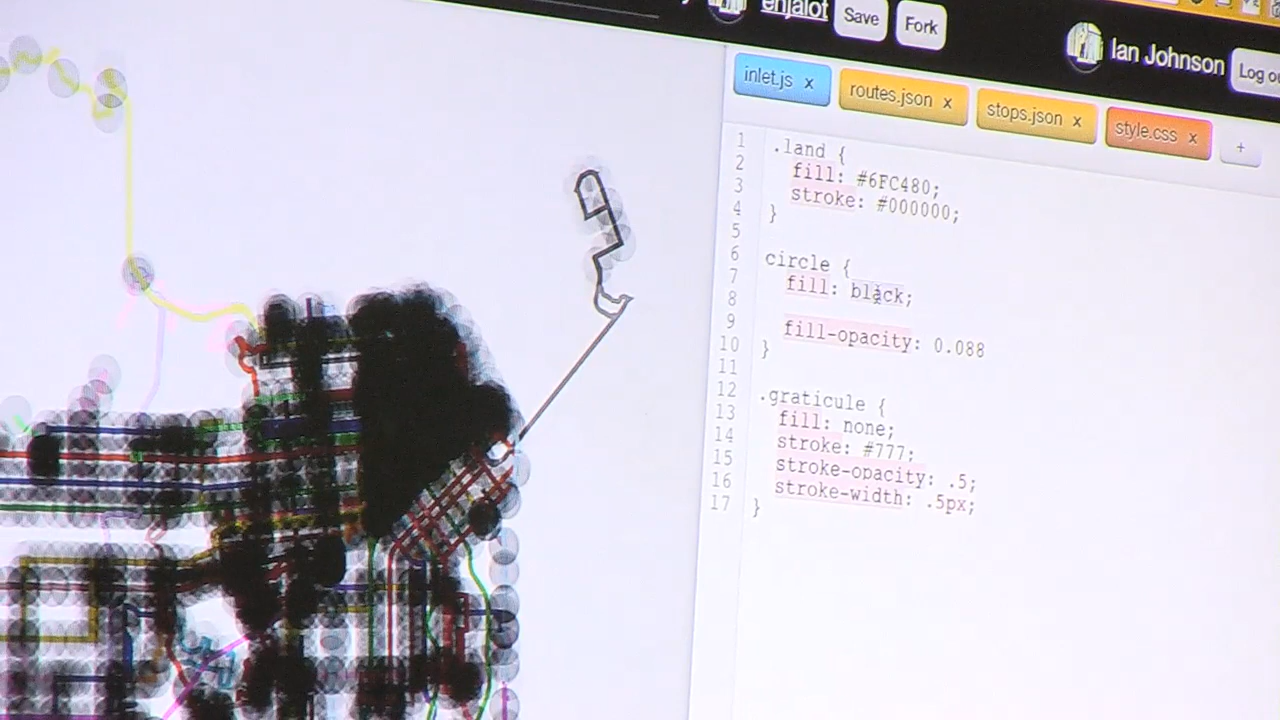 enjalot Save Fork
Ian Johnson
inlet.js x routes.json x stops.json x style.css x +
1 .land {
2 fill: #6FC480;
3 stroke: #000000;
4 }
5
6 circle {
7 fill: black;
8
9 fill-opacity: 0.088
10 }
11
12 .graticule {
13 fill: none;
14 stroke: #777;
15 stroke-opacity: .5;
16 stroke-width: .5px;
17 }